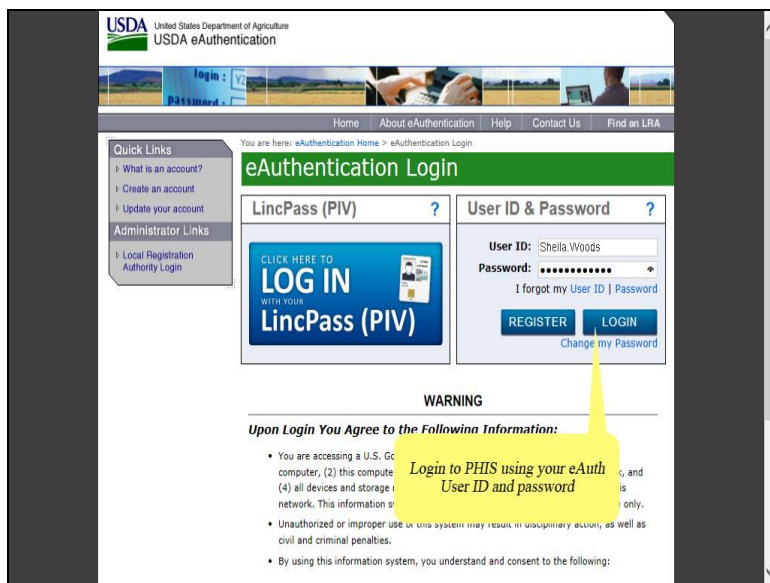 USDA
United States Department of Agriculture
USDA eAuthentication
login :
password :
Home About eAuthentication Help Contact Us Find an LRA
Quick Links
What is an account?
Create an account
Update your account
Administrator Links
Local Registration
Authority Login
You are here: eAuthentication Home > eAuthentication Login
eAuthentication Login
LincPass (PIV) ?
CLICK HERE TO
LOG IN
WITH YOUR
LincPass (PIV)
User ID & Password ?
User ID: Sheila.Woods
Password: ●●●●●●●●●●●●
I forgot my User ID | Password
REGISTER LOGIN
Change my Password
WARNING
Upon Login You Agree to the Following Information:
• You are accessing a U.S.
computer, (2) this , and
(4) all devices and storage is
network. This information only.
• Unauthorized or improper use of this system may result in disciplinary action, as well as
civil and criminal penalties.
• By using this information system, you understand and consent to the following:
Login to PHIS using your eAuth
User ID and password